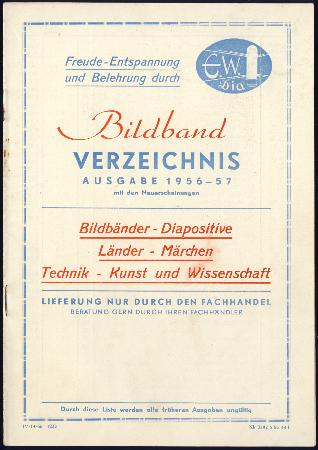 Freude-Entspannung
und Belehrung durch
E.W.
Dia
Bildband
VERZEICHNIS
AUSGABE 1956-57
mit den Neuerscheinungen
Bildbänder - Diapositive
Länder - Märchen
Technik - Kunst und Wissenschaft
LIEFERUNG NUR DURCH DEN FACHHANDEL
BERATUNG GERN DURCH IHREN FACHHÄNDLER
Durch diese Liste werden alle früheren Ausgaben ungültig